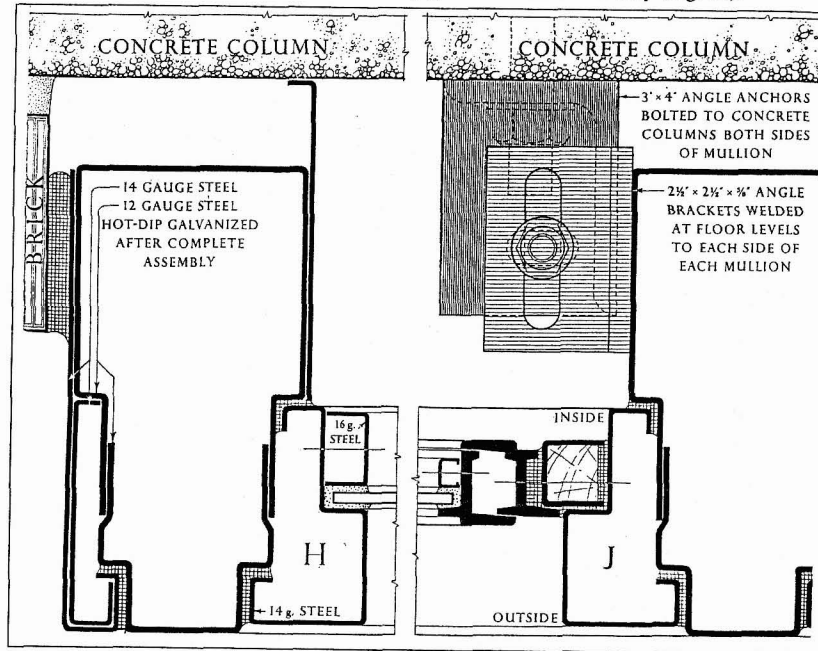 CONCRETE COLUMN
CONCRETE COLUMN
BRICK
14 GAUGE STEEL
12 GAUGE STEEL
HOT-DIP GALVANIZED
AFTER COMPLETE
ASSEMBLY
3" × 4" ANGLE ANCHORS
BOLTED TO CONCRETE
COLUMNS BOTH SIDES
OF MULLION
2½" × 2½" × ⅜" ANGLE
BRACKETS WELDED
AT FLOOR LEVELS
TO EACH SIDE OF
EACH MULLION
16 g.
STEEL
INSIDE
H
J
14 g. STEEL
OUTSIDE